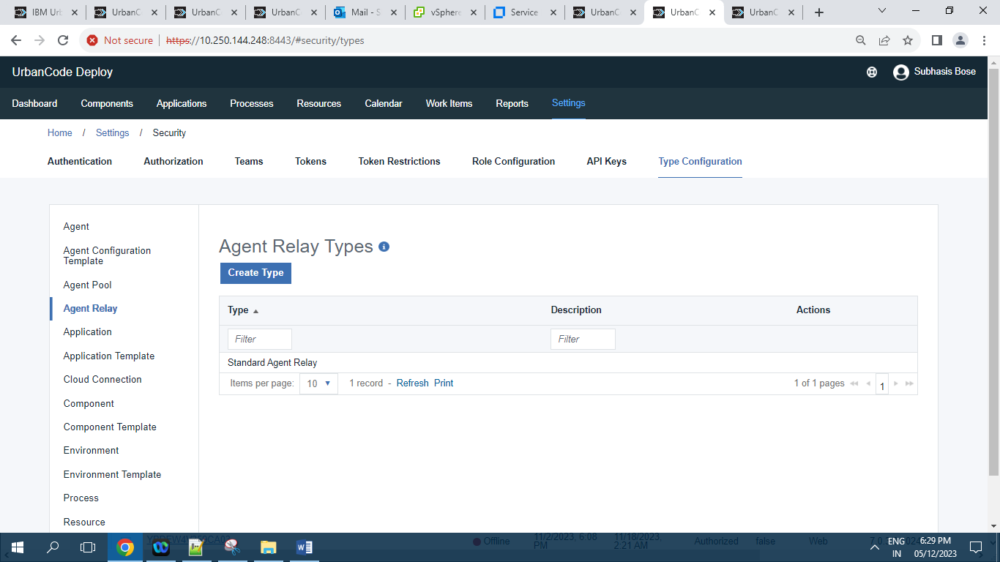 IBM Urb
UrbanC
UrbanC
UrbanC
Mail - S
vSphere
Service
UrbanC
UrbanC
UrbanC
Not secure
https://10.250.144.248:8443/#security/types
UrbanCode Deploy
Subhasis Bose
Dashboard Components Applications Processes Resources Calendar Work Items Reports Settings
Home / Settings / Security
Authentication Authorization Teams Tokens Token Restrictions Role Configuration API Keys Type Configuration
Agent
Agent Configuration
Template
Agent Pool
Agent Relay
Application
Application Template
Cloud Connection
Component
Component Template
Environment
Environment Template
Process
Resource
Agent Relay Types
Create Type
Type Description Actions
Filter Filter
Standard Agent Relay
Items per page: 10 1 record - Refresh Print 1 of 1 pages 1
Offline
11/2/2023, 6:08
PM
11/18/2023,
2:21 AM
Authorized false Web
ENG
IN
6:29 PM
05/12/2023